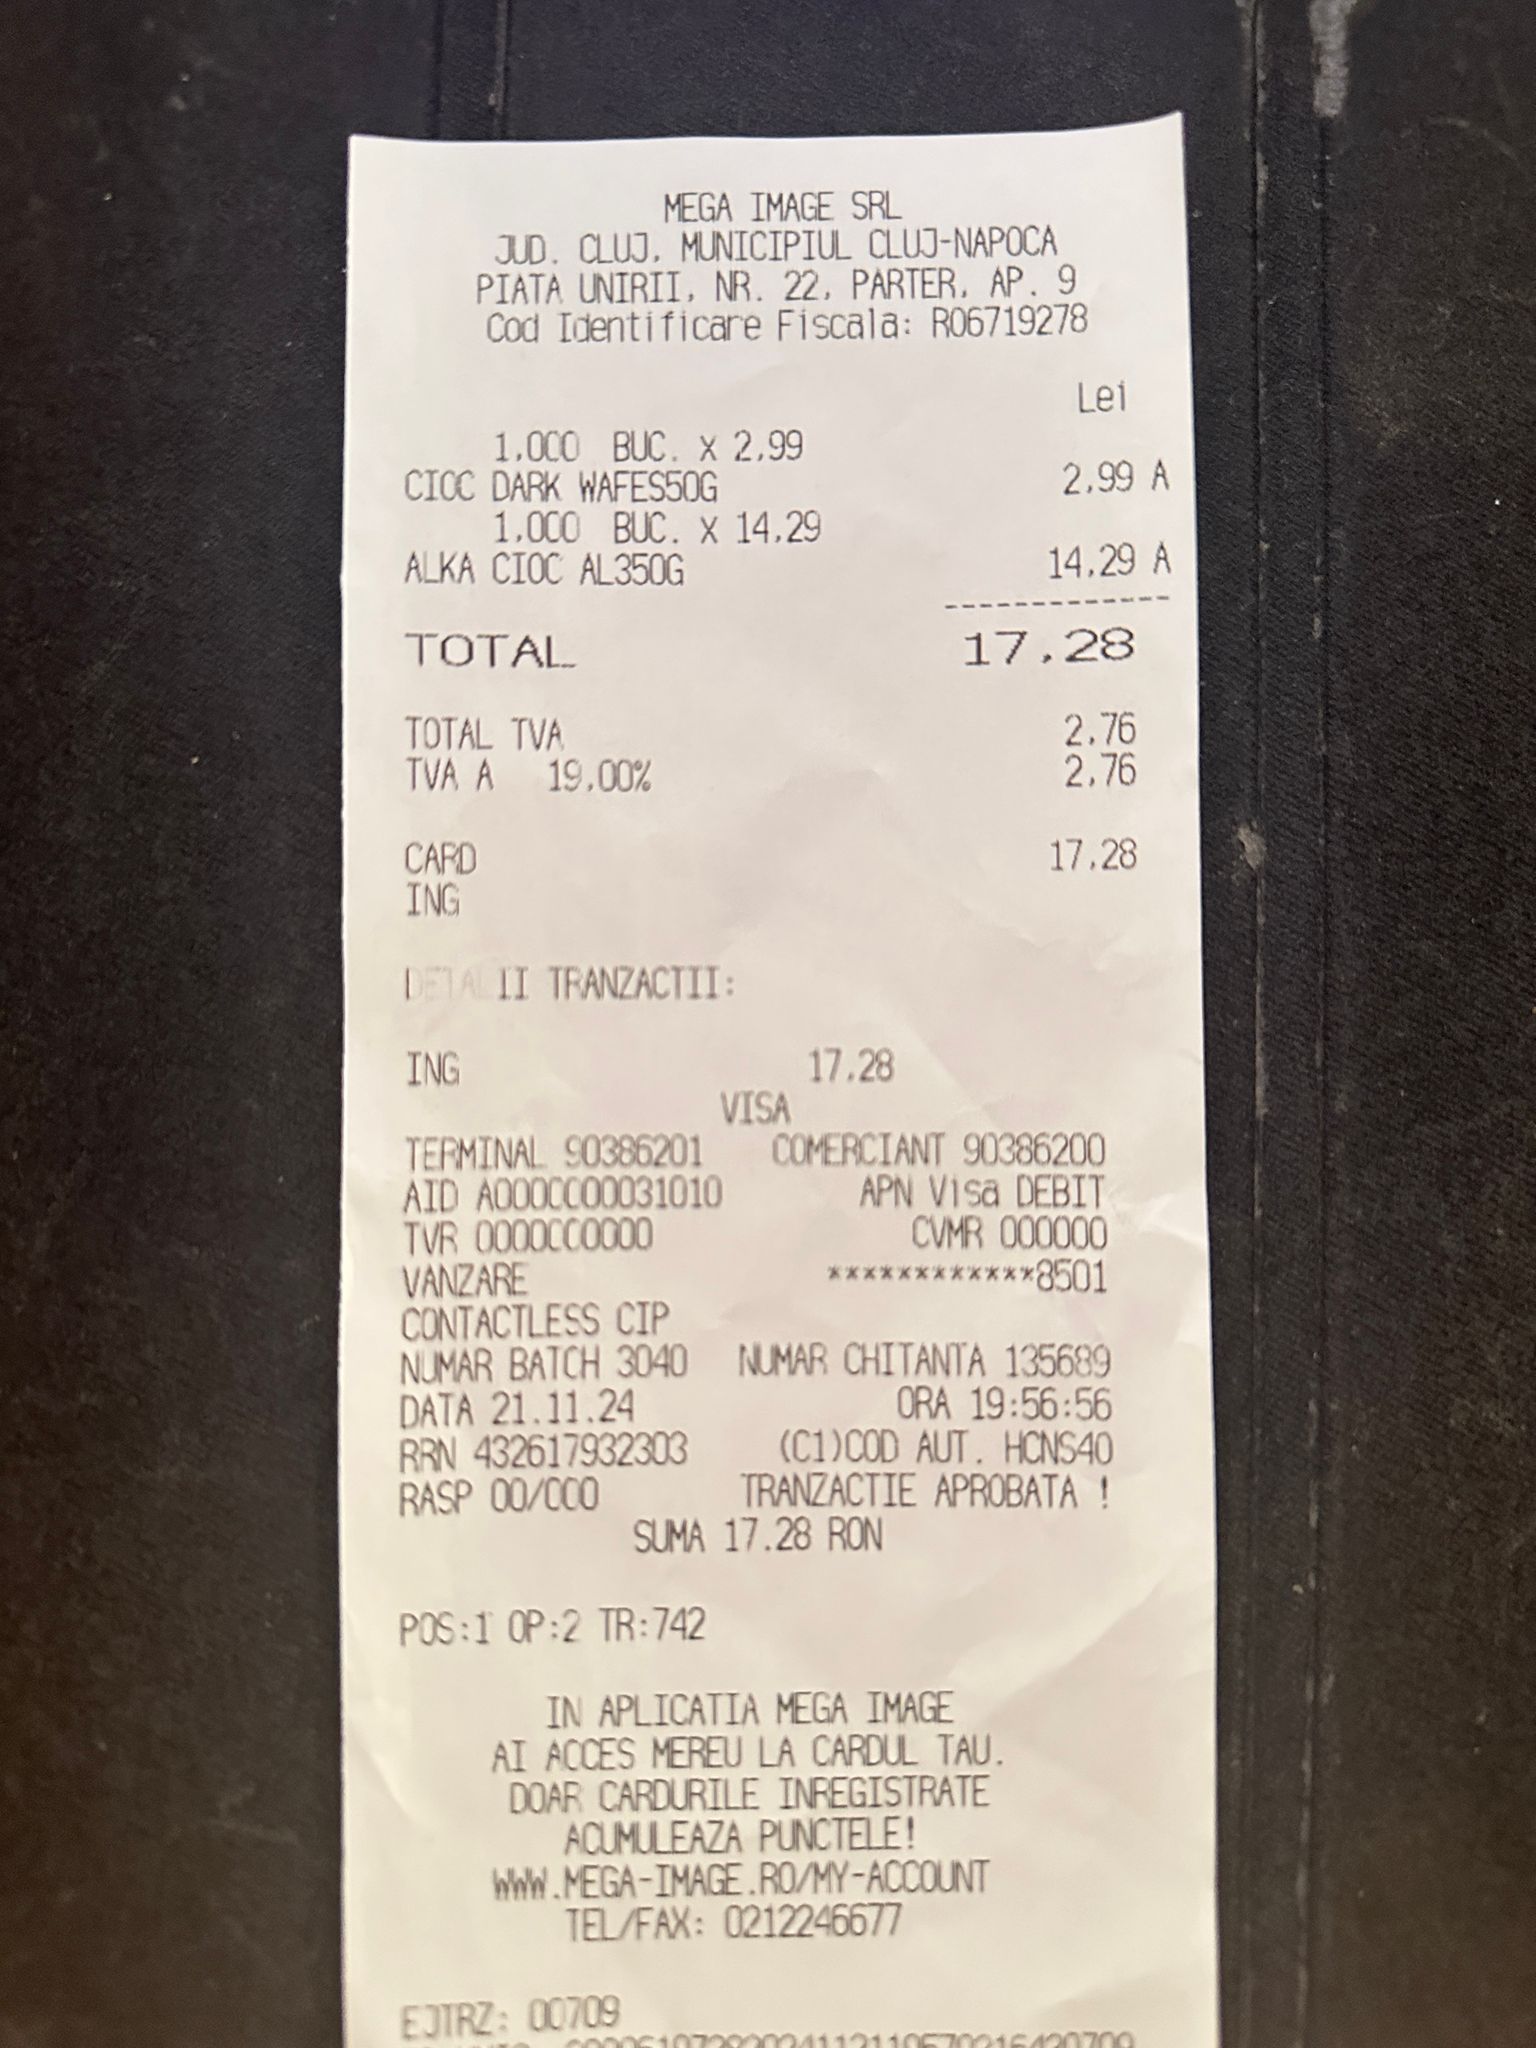 MEGA IMAGE SRL
JUD. CLUJ, MUNICIPIUL CLUJ-NAPOCA
PIATA UNIRII, NR. 22, PARTER, AP. 9
Cod Identificare Fiscala: RO6719278
Lei
1.000 BUC. X 2.99
CIOC DARK WAFES50G 2.99 A
1.000 BUC. X 14.29
ALKA CIOC AL350G 14.29 A
------------
TOTAL 17.28
TOTAL TVA 2.76
TVA A 19.00% 2.76
CARD 17.28
ING
DETALII TRANZACTII:
ING 17.28
VISA
TERMINAL 90386201 COMERCIANT 90386200
AID A0000000031010 APN Visa DEBIT
TVR 0000000000 CVMR 000000
VANZARE ************8501
CONTACTLESS CIP
NUMAR BATCH 3040 NUMAR CHITANTA 135689
DATA 21.11.24 ORA 19:56:56
RRN 432617932303 (C1)COD AUT. HCNS40
RASP 00/000 TRANZACTIE APROBATA !
SUMA 17.28 RON
POS:1 OP:2 TR:742
IN APLICATIA MEGA IMAGE
AI ACCES MEREU LA CARDUL TAU.
DOAR CARDURILE INREGISTRATE
ACUMULEAZA PUNCTELE!
WWW.MEGA-IMAGE.RO/MY-ACCOUNT
TEL/FAX: 0212246677
EJTRZ: 00709